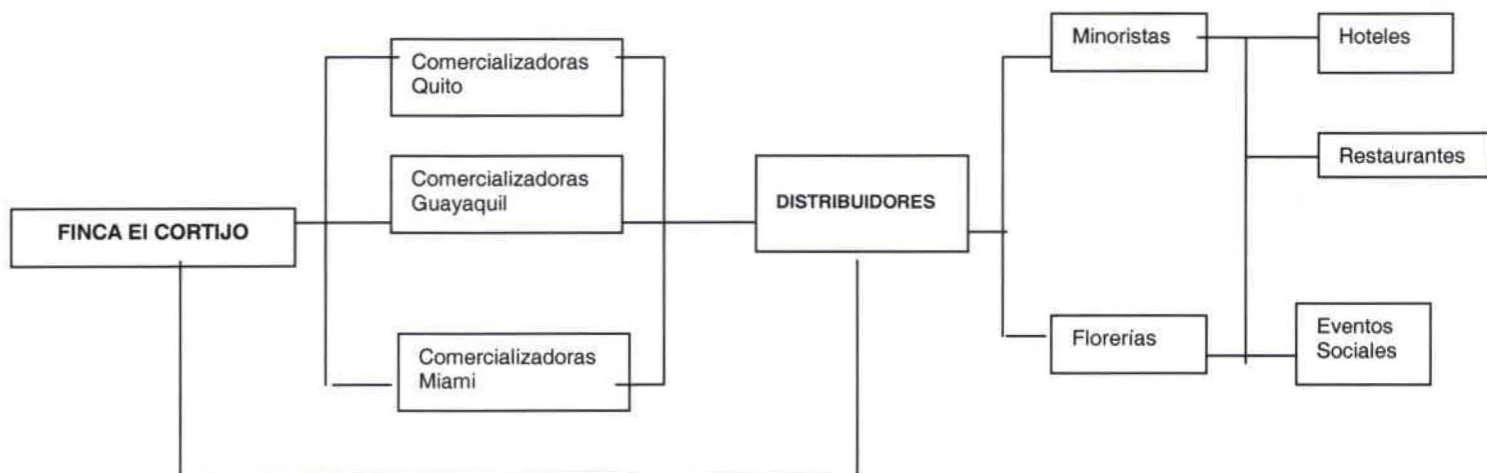 FINCA El CORTIJO
Comercializadoras
Quito
Comercializadoras
Guayaquil
Comercializadoras
Miami
DISTRIBUIDORES
Minoristas
Florerías
Hoteles
Restaurantes
Eventos
Sociales